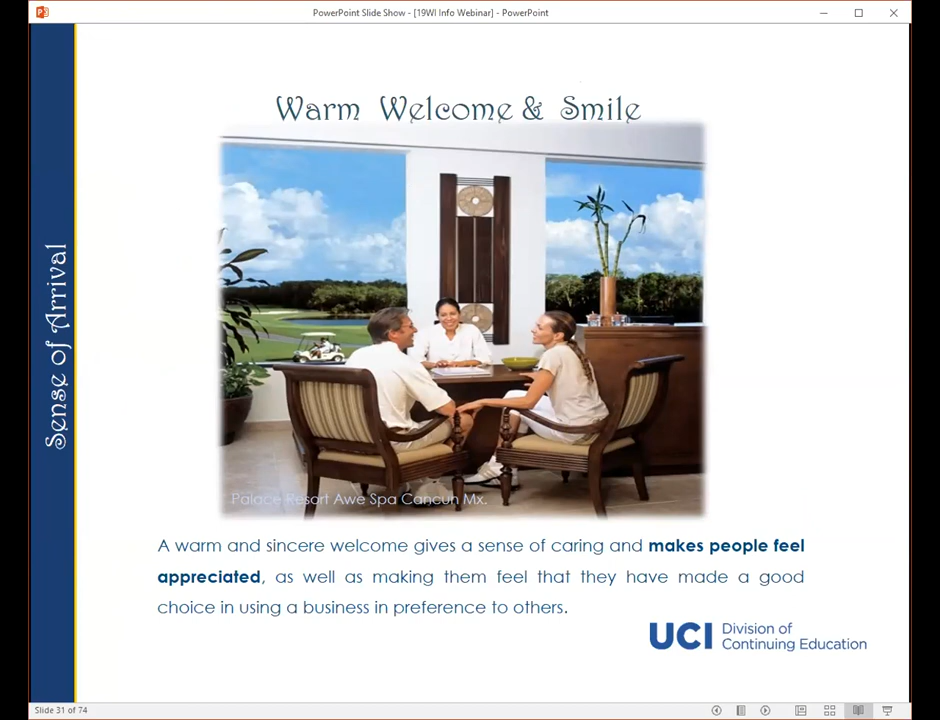 PowerPoint Slide Show - [19WI Info Webinar] - PowerPoint
Warm Welcome & Smile
Sense of Arrival
Palace Resort Awe Spa Cancun Mx.
A warm and sincere welcome gives a sense of caring and makes people feel
appreciated, as well as making them feel that they have made a good
choice in using a business in preference to others.
UCI Division of
Continuing Education
Slide 31 of 74